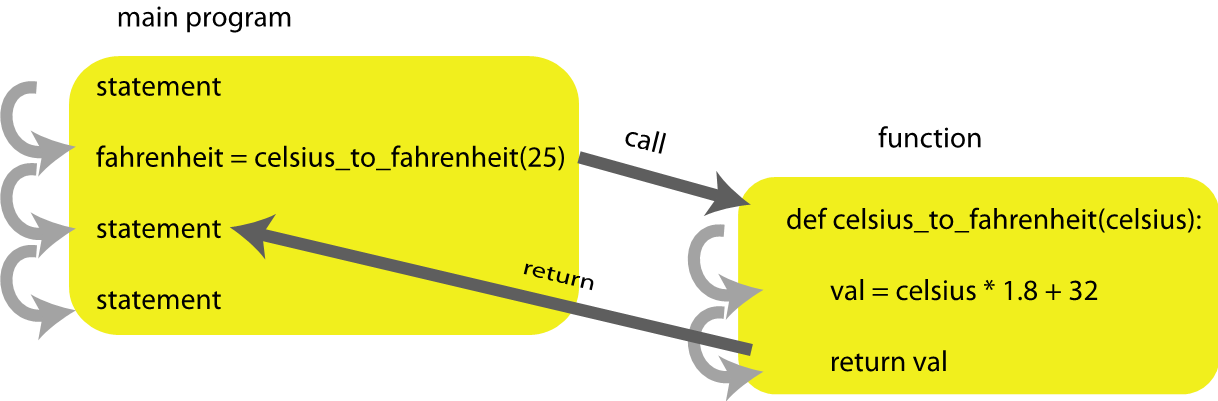 main program
statement
fahrenheit = celsius_to_fahrenheit(25)
statement
statement
call
return
function
def celsius_to_fahrenheit(celsius):
val = celsius * 1.8 + 32
return val